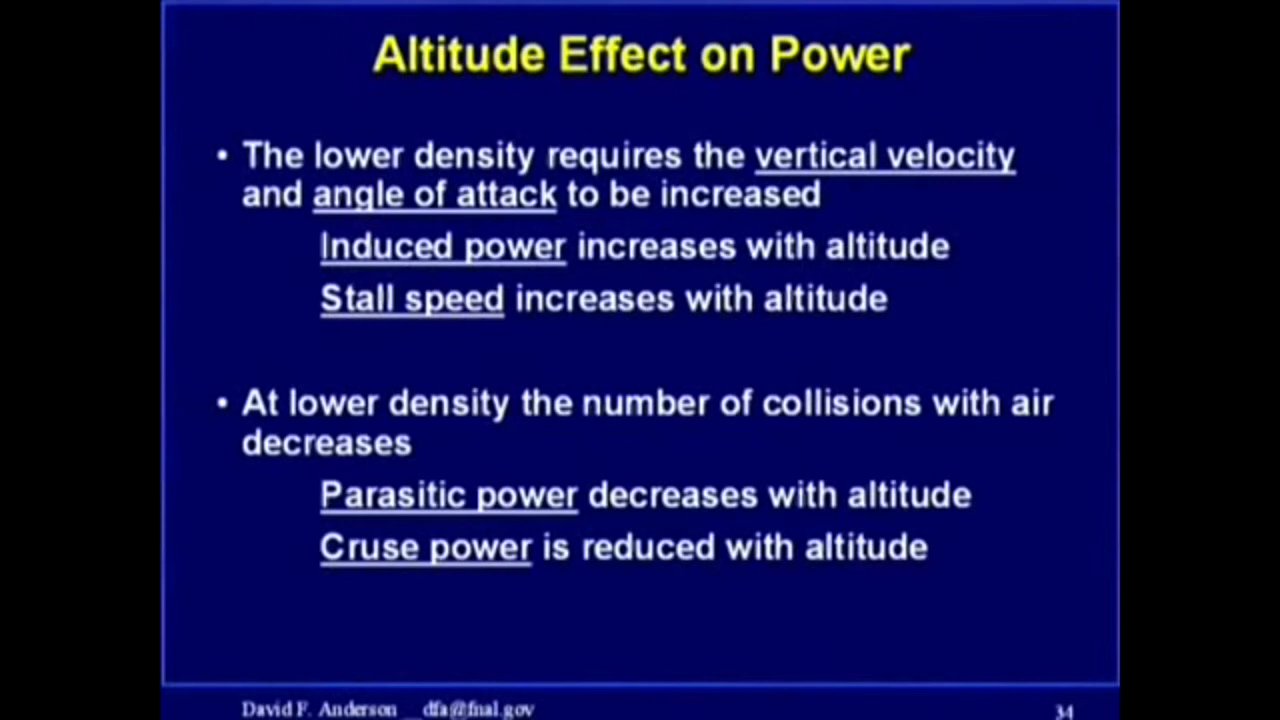 Altitude Effect on Power
• The lower density requires the vertical velocity
and angle of attack to be increased
Induced power increases with altitude
Stall speed increases with altitude
• At lower density the number of collisions with air
decreases
Parasitic power decreases with altitude
Cruse power is reduced with altitude
David F. Anderson __dfa@fnal.gov
34